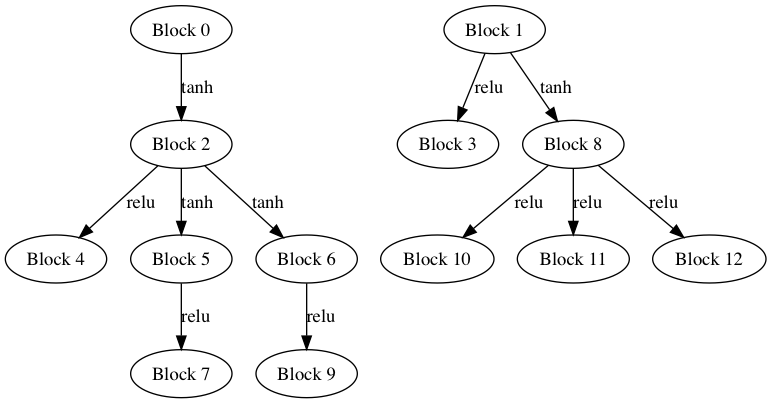 Block 0
Block 1
tanh
relu
tanh
Block 2
Block 3
Block 8
relu
tanh
tanh
relu
relu
relu
Block 4
Block 5
Block 6
Block 10
Block 11
Block 12
relu
relu
Block 7
Block 9